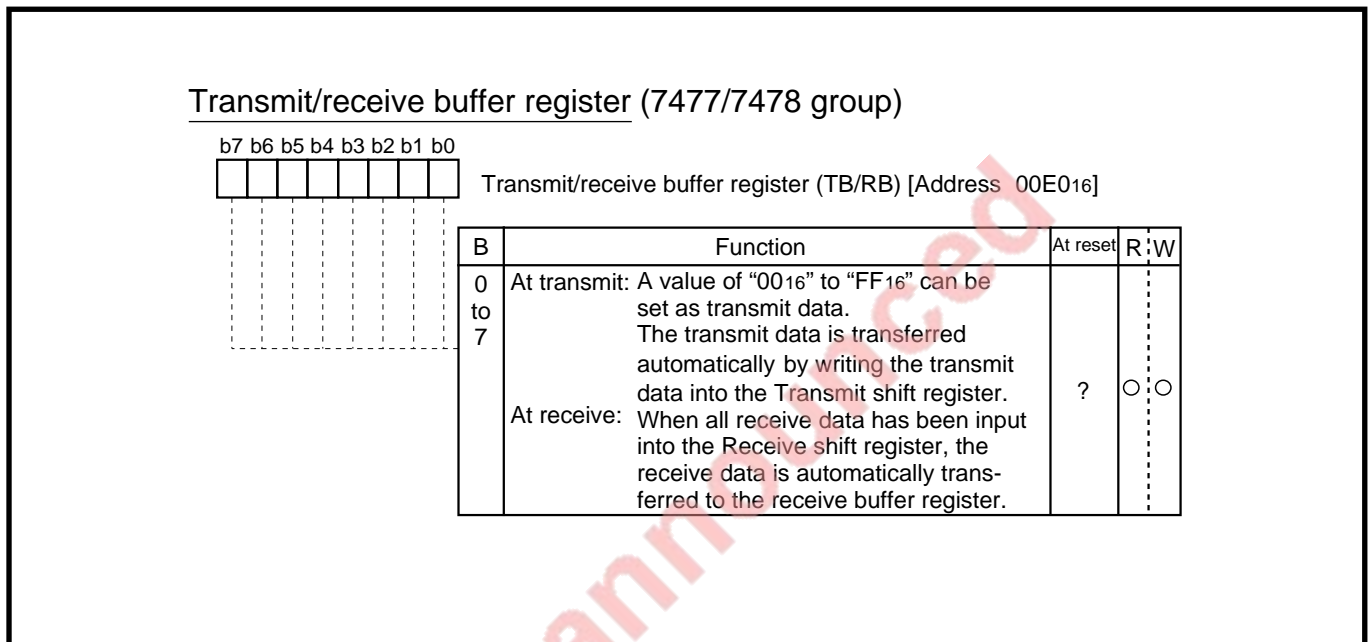 Transmit/receive buffer register (7477/7478 group)
b7 b6 b5 b4 b3 b2 b1 b0
Transmit/receive buffer register (TB/RB) [Address 00E016]
B Function At reset R W
0 to 7
At transmit: A value of “0016” to “FF16” can be
set as transmit data.
The transmit data is transferred
automatically by writing the transmit
data into the Transmit shift register.
At receive: When all receive data has been input
into the Receive shift register, the
receive data is automatically trans-
ferred to the receive buffer register.
? ○ ○
announced